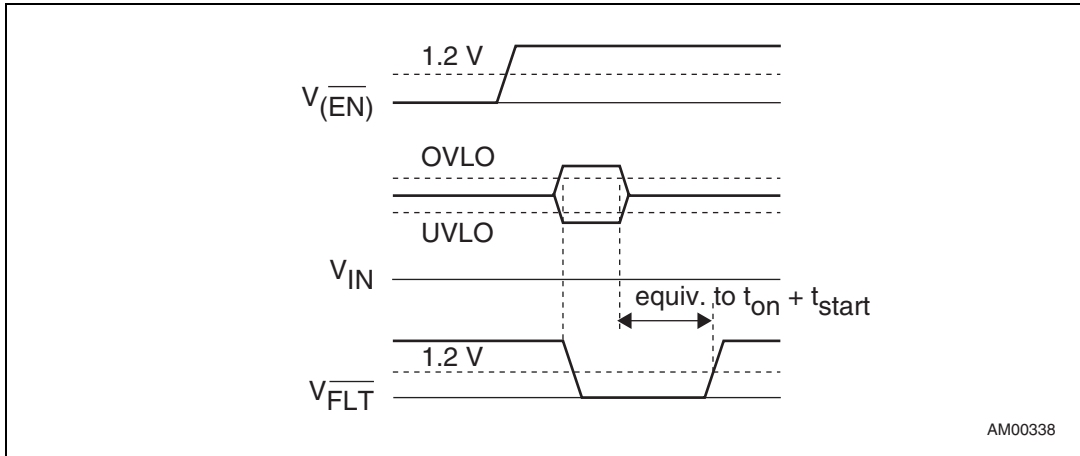 1.2 V
V(EN)
OVLO
UVLO
VIN
equiv. to ton + tstart
1.2 V
VFLT
AM00338